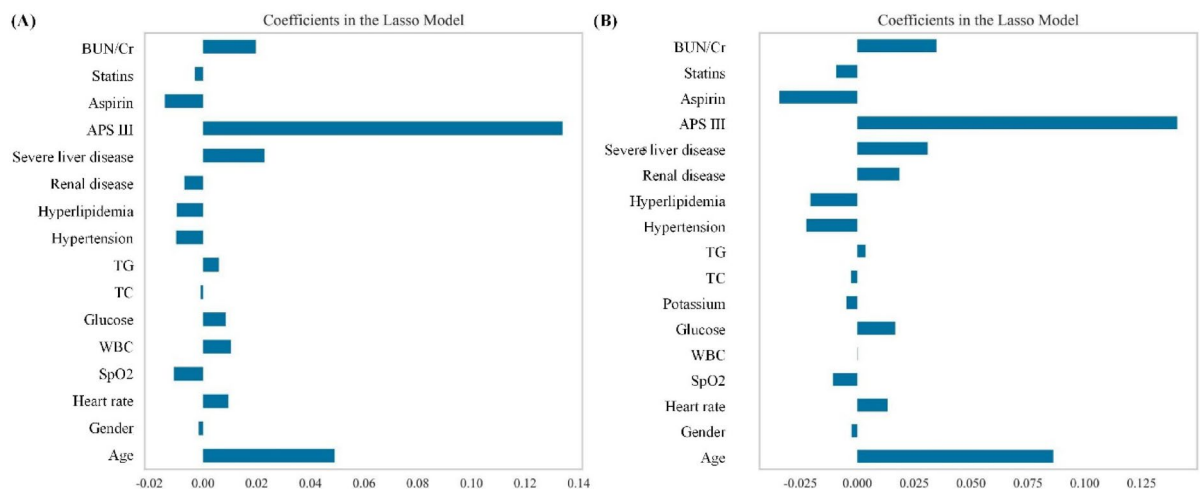 (A)
Coefficients in the Lasso Model
BUN/Cr
Statins
Aspirin
APS III
Severe liver disease
Renal disease
Hyperlipidemia
Hypertension
TG
TC
Glucose
WBC
SpO2
Heart rate
Gender
Age
-0.02 0.00 0.02 0.04 0.06 0.08 0.10 0.12 0.14
(B)
Coefficients in the Lasso Model
BUN/Cr
Statins
Aspirin
APS III
Severe liver disease
Renal disease
Hyperlipidemia
Hypertension
TG
TC
Potassium
Glucose
WBC
SpO2
Heart rate
Gender
Age
-0.025 0.000 0.025 0.050 0.075 0.100 0.125